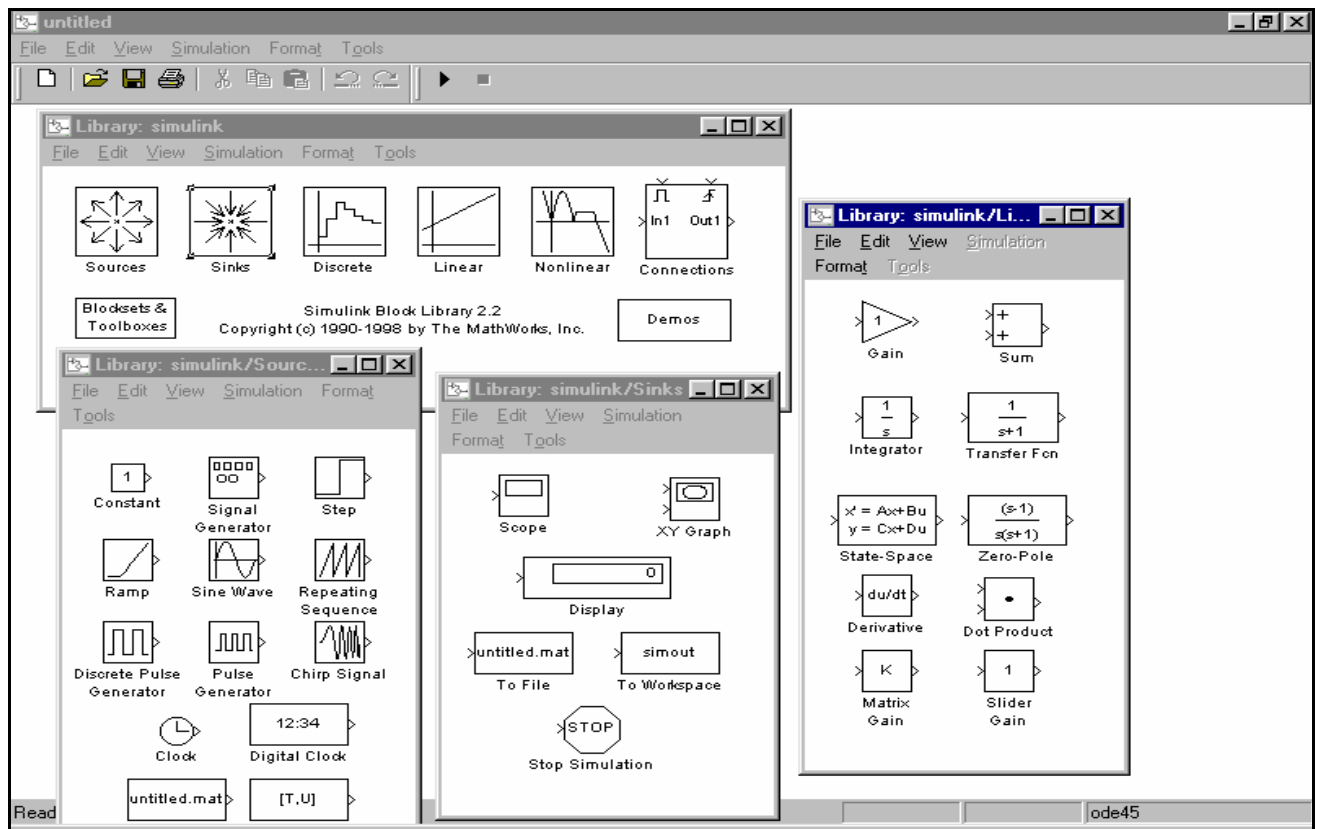 untitled
File Edit View Simulation Format Tools
Library: simulink
File Edit View Simulation Format Tools
In1 Out1
Sources Sinks Discrete Linear Nonlinear Connections
Blocksets &
Toolboxes
Simulink Block Library 2.2
Copyright (c) 1990-1998 by The MathWorks, Inc.
Demos
Library: simulink/Sourc...
File Edit View Simulation Format
Tools
1
Constant
Signal
Generator
Step
Ramp
Sine Wave
Repeating
Sequence
Discrete Pulse
Generator
Pulse
Generator
Chirp Signal
Clock
12:34
Digital Clock
untitled.mat
[T,U]
Library: simulink/Sinks
File Edit View Simulation
Format Tools
Scope
XY Graph
0
Display
untitled.mat
To File
simout
To Workspace
STOP
Stop Simulation
Library: simulink/Li...
File Edit View Simulation
Format Tools
1
Gain
+
+
Sum
1
s
Integrator
1
s+1
Transfer Fcn
x' = Ax+Bu
y = Cx+Du
State-Space
(s-1)
s(s+1)
Zero-Pole
du/dt
Derivative
Dot Product
K
Matrix
Gain
1
Slider
Gain
Read
ode45